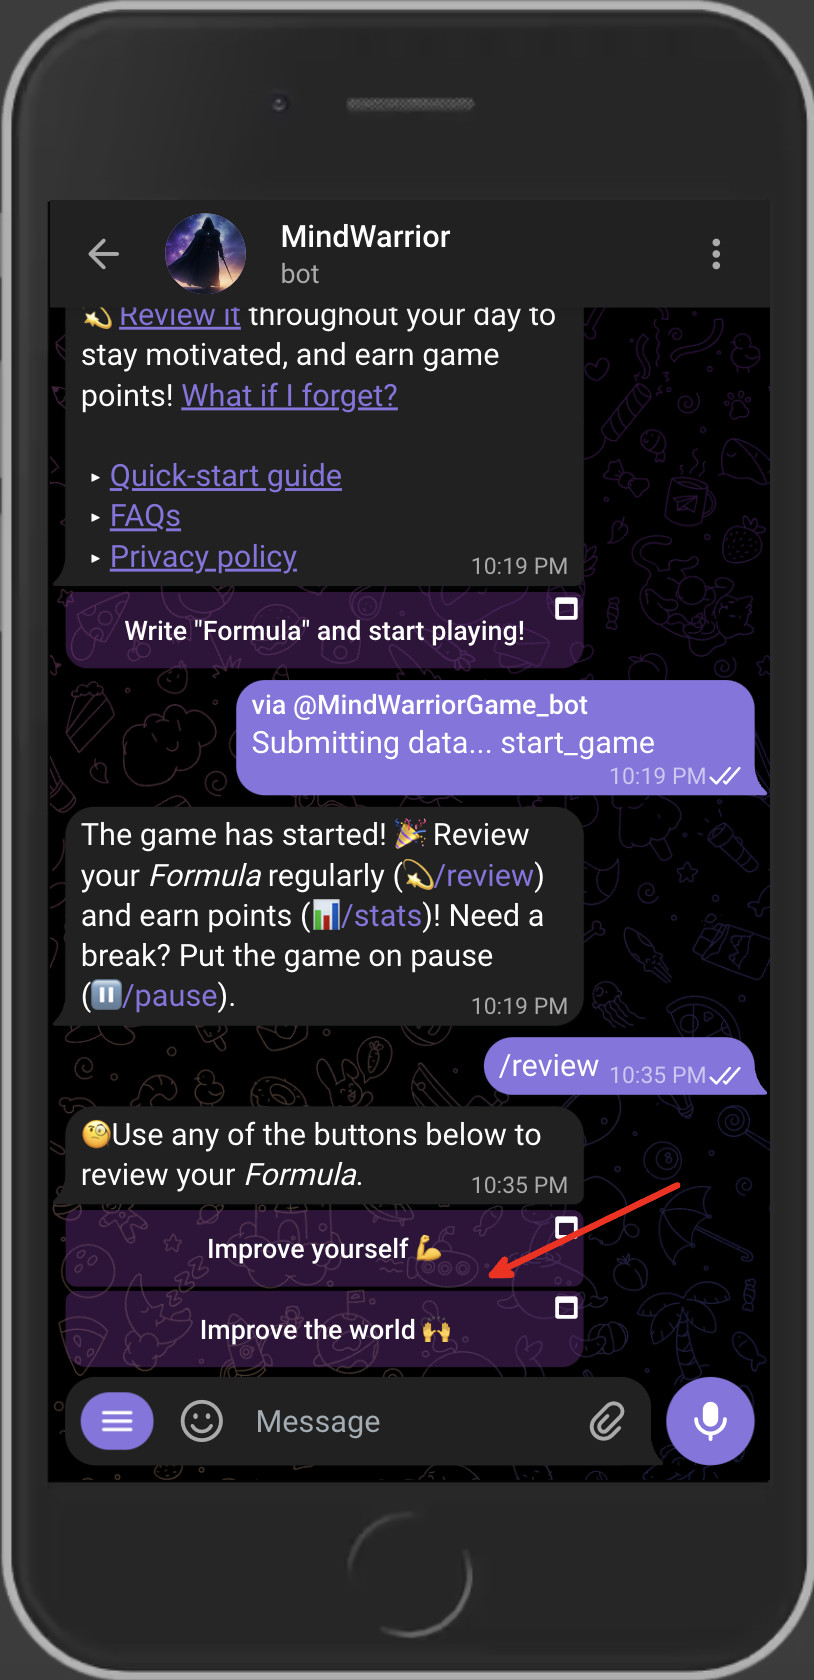 MindWarrior
bot
💫 Review it throughout your day to
stay motivated, and earn game
points! What if I forget?
‣ Quick-start guide
‣ FAQs
‣ Privacy policy
10:19 PM
Write "Formula" and start playing!
via @MindWarriorGame_bot
Submitting data... start_game
10:19 PM
The game has started! 🎉 Review
your Formula regularly (💫/review)
and earn points (📊/stats)! Need a
break? Put the game on pause
(⏸️/pause).
10:19 PM
/review 10:35 PM
🧐Use any of the buttons below to
review your Formula.
10:35 PM
Improve yourself 💪
Improve the world 🙌
Message